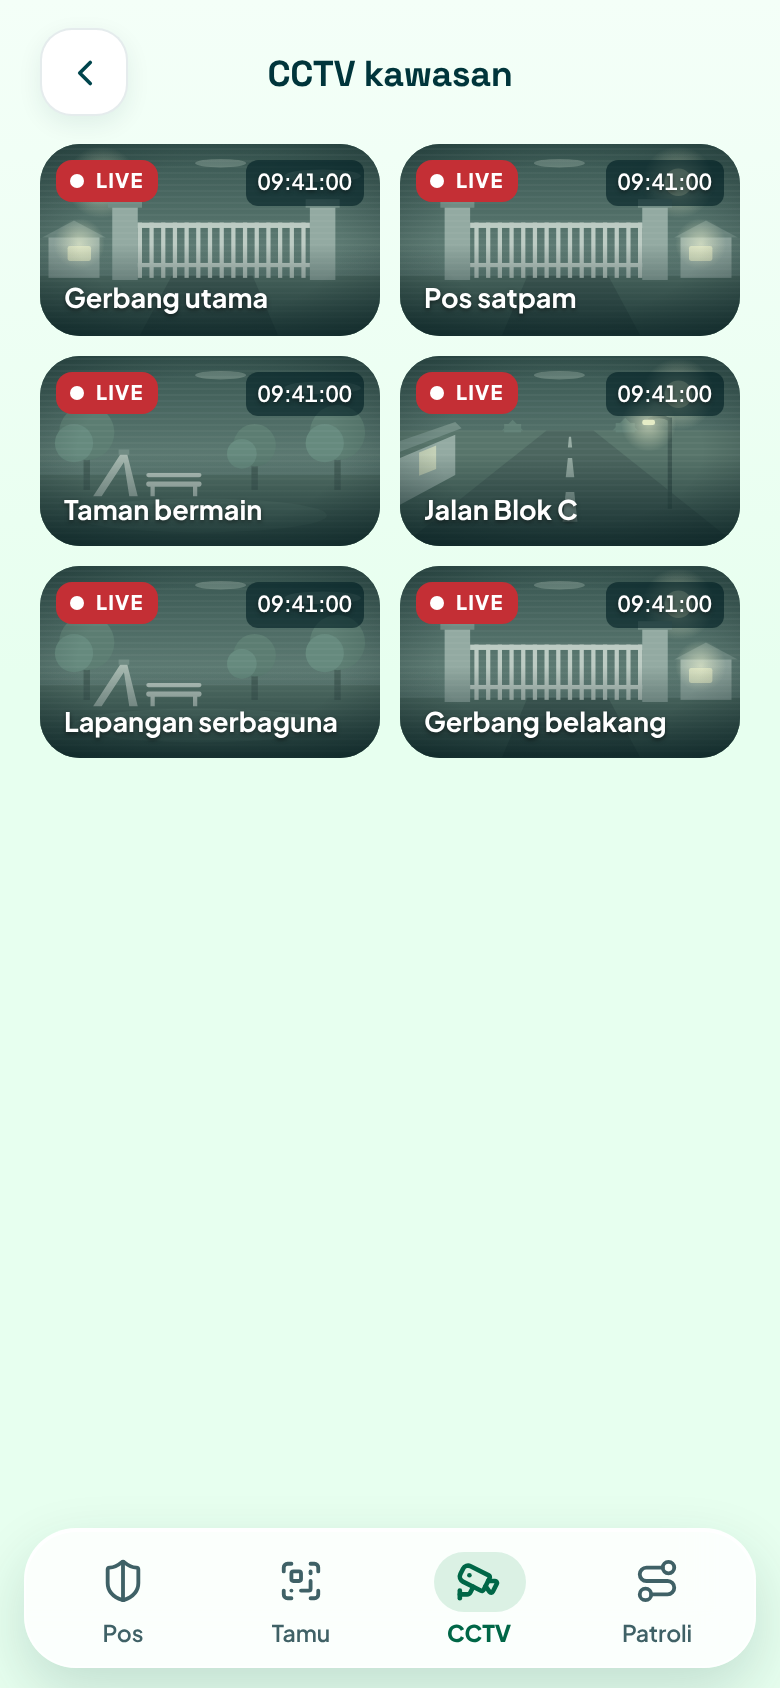 CCTV kawasan
LIVE 09:41:00
Gerbang utama
LIVE 09:41:00
Pos satpam
LIVE 09:41:00
Taman bermain
LIVE 09:41:00
Jalan Blok C
LIVE 09:41:00
Lapangan serbaguna
LIVE 09:41:00
Gerbang belakang
Pos Tamu CCTV Patroli